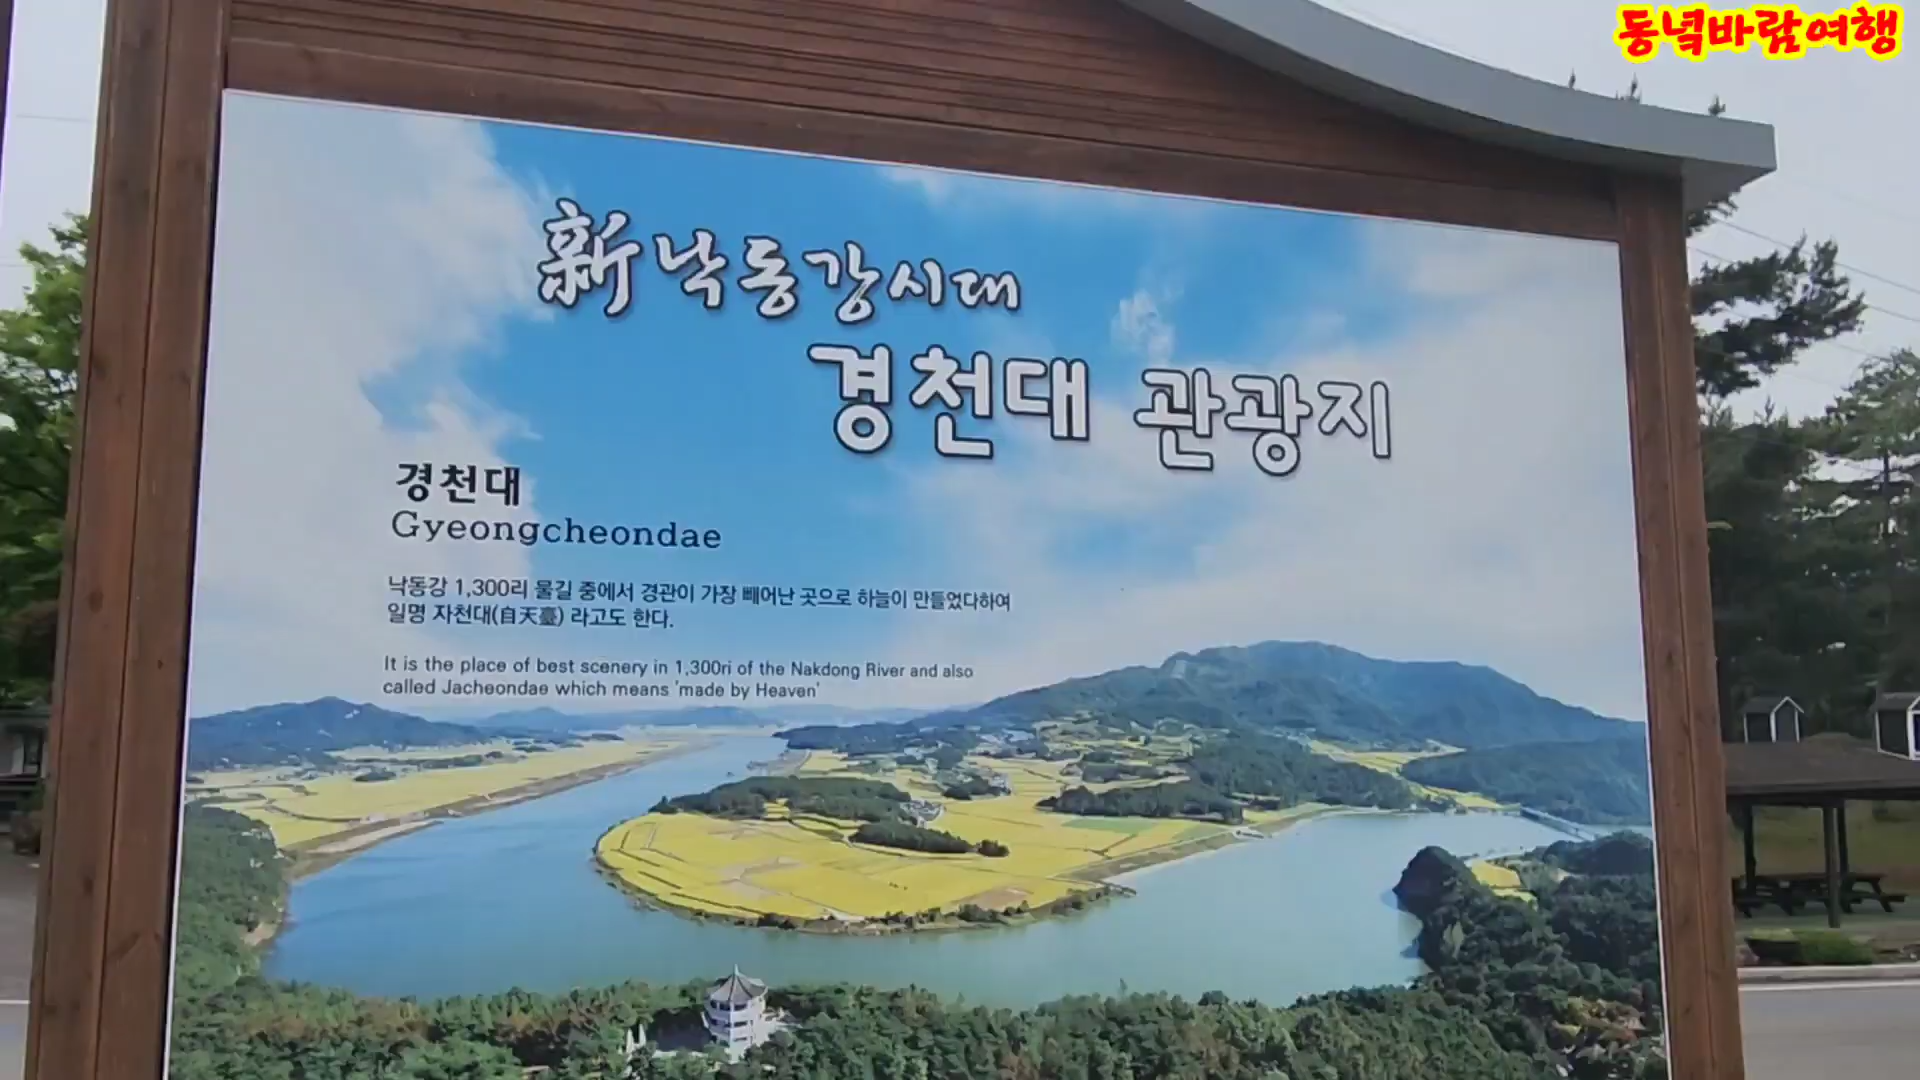 동녘바람여행
新낙동강시대
경천대 관광지
경천대
Gyeongcheondae
낙동강 1,300리 물길 중에서 경관이 가장 빼어난 곳으로 하늘이 만들었다하여
일명 자천대(自天臺) 라고도 한다.
It is the place of best scenery in 1,300ri of the Nakdong River and also
called Jacheondae which means 'made by Heaven'